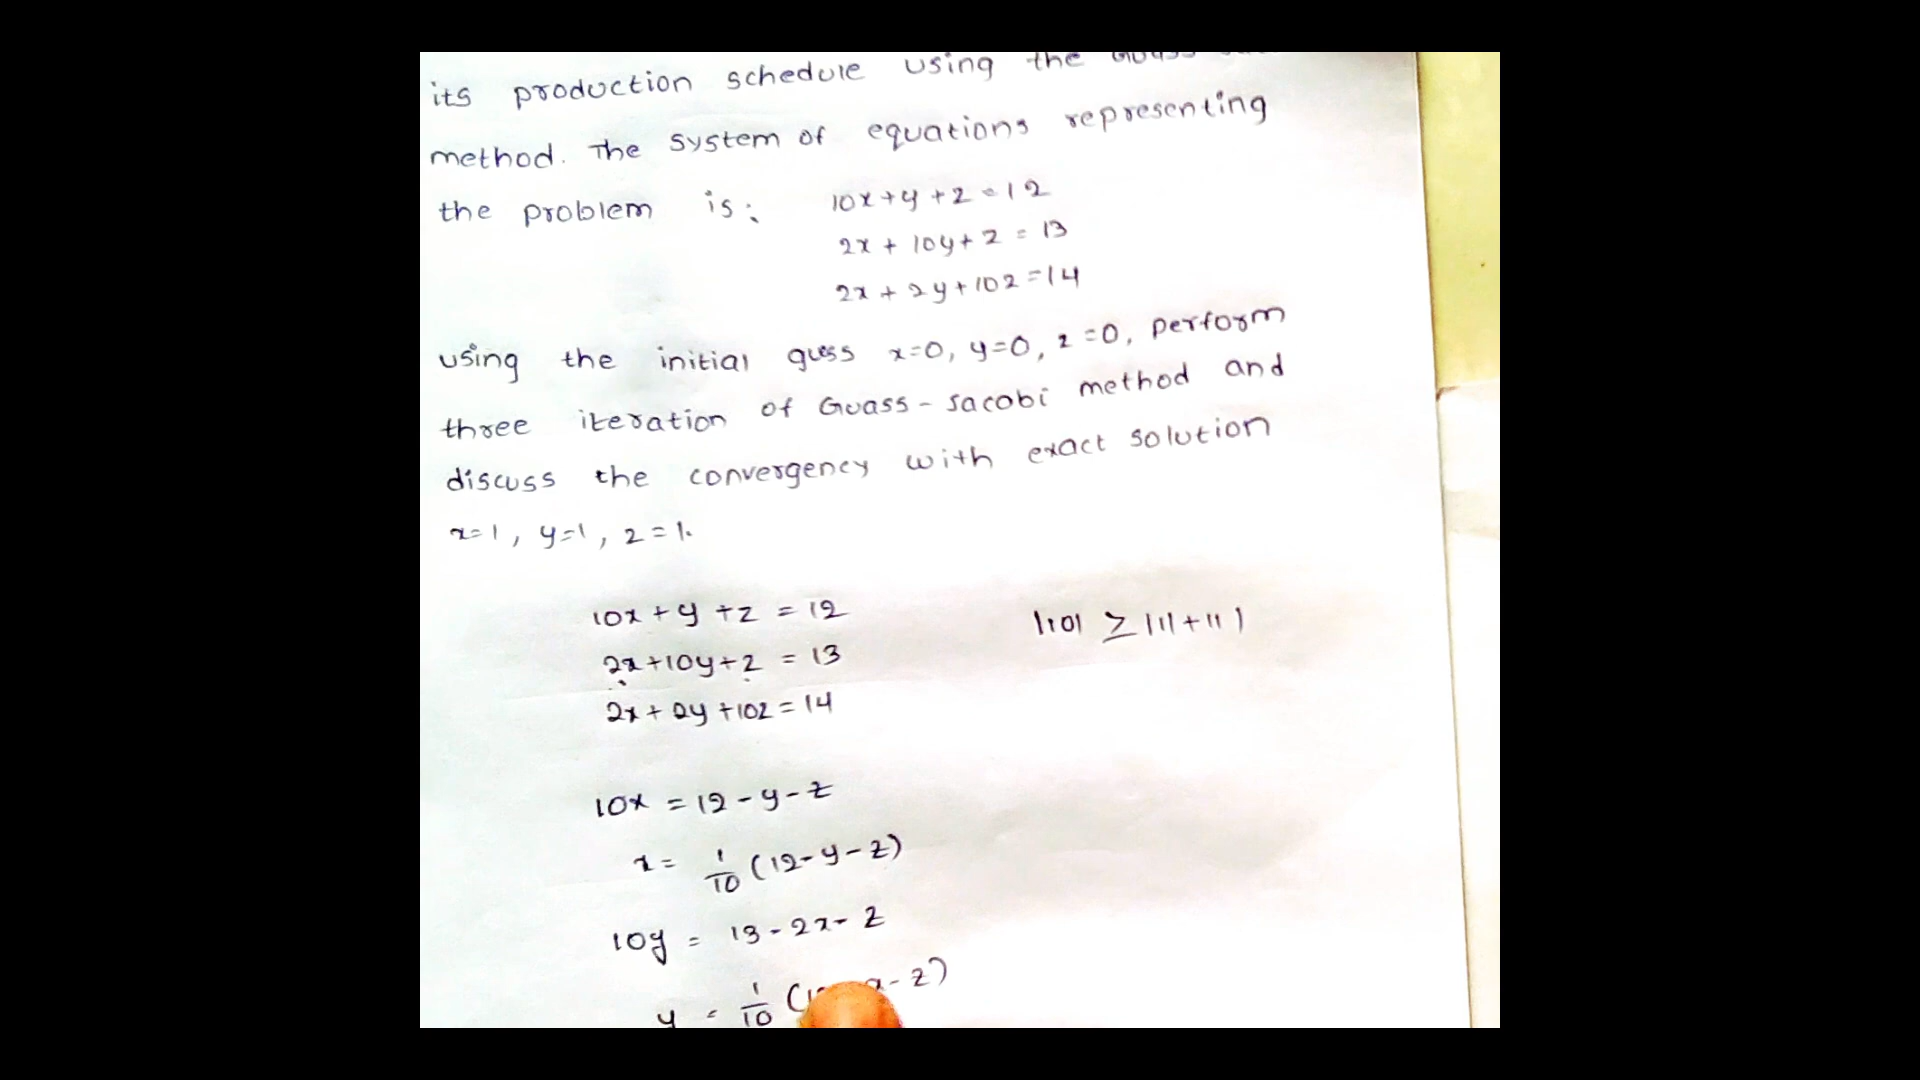 its production schedule using the
method. The system of equations representing
the problem is: 10x+y+z=12
2x + 10y+z = 13
2x + 2y+10z=14
using the initial guess x=0, y=0, z=0, perform
three iteration of Guass-Jacobi method and
discuss the convergency with exact solution
x=1, y=1, z=1.
10x+y+z = 12 |10| ≥ |1|+|1|
2x+10y+z = 13
2x+2y+10z=14
10x = 12-y-z
x= 1/10 (12-y-z)
10y = 13-2x-z
y = 1/10 ( -z)